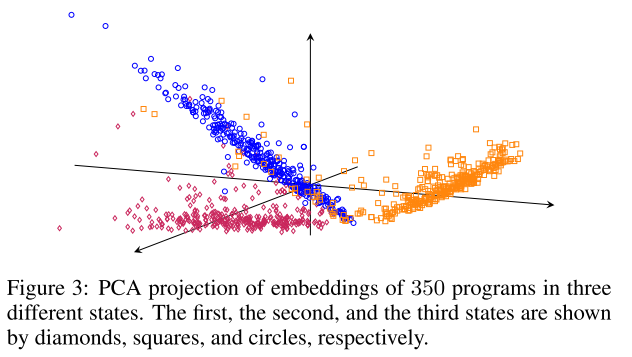 Figure 3: PCA projection of embeddings of 350 programs in three
different states. The first, the second, and the third states are shown
by diamonds, squares, and circles, respectively.